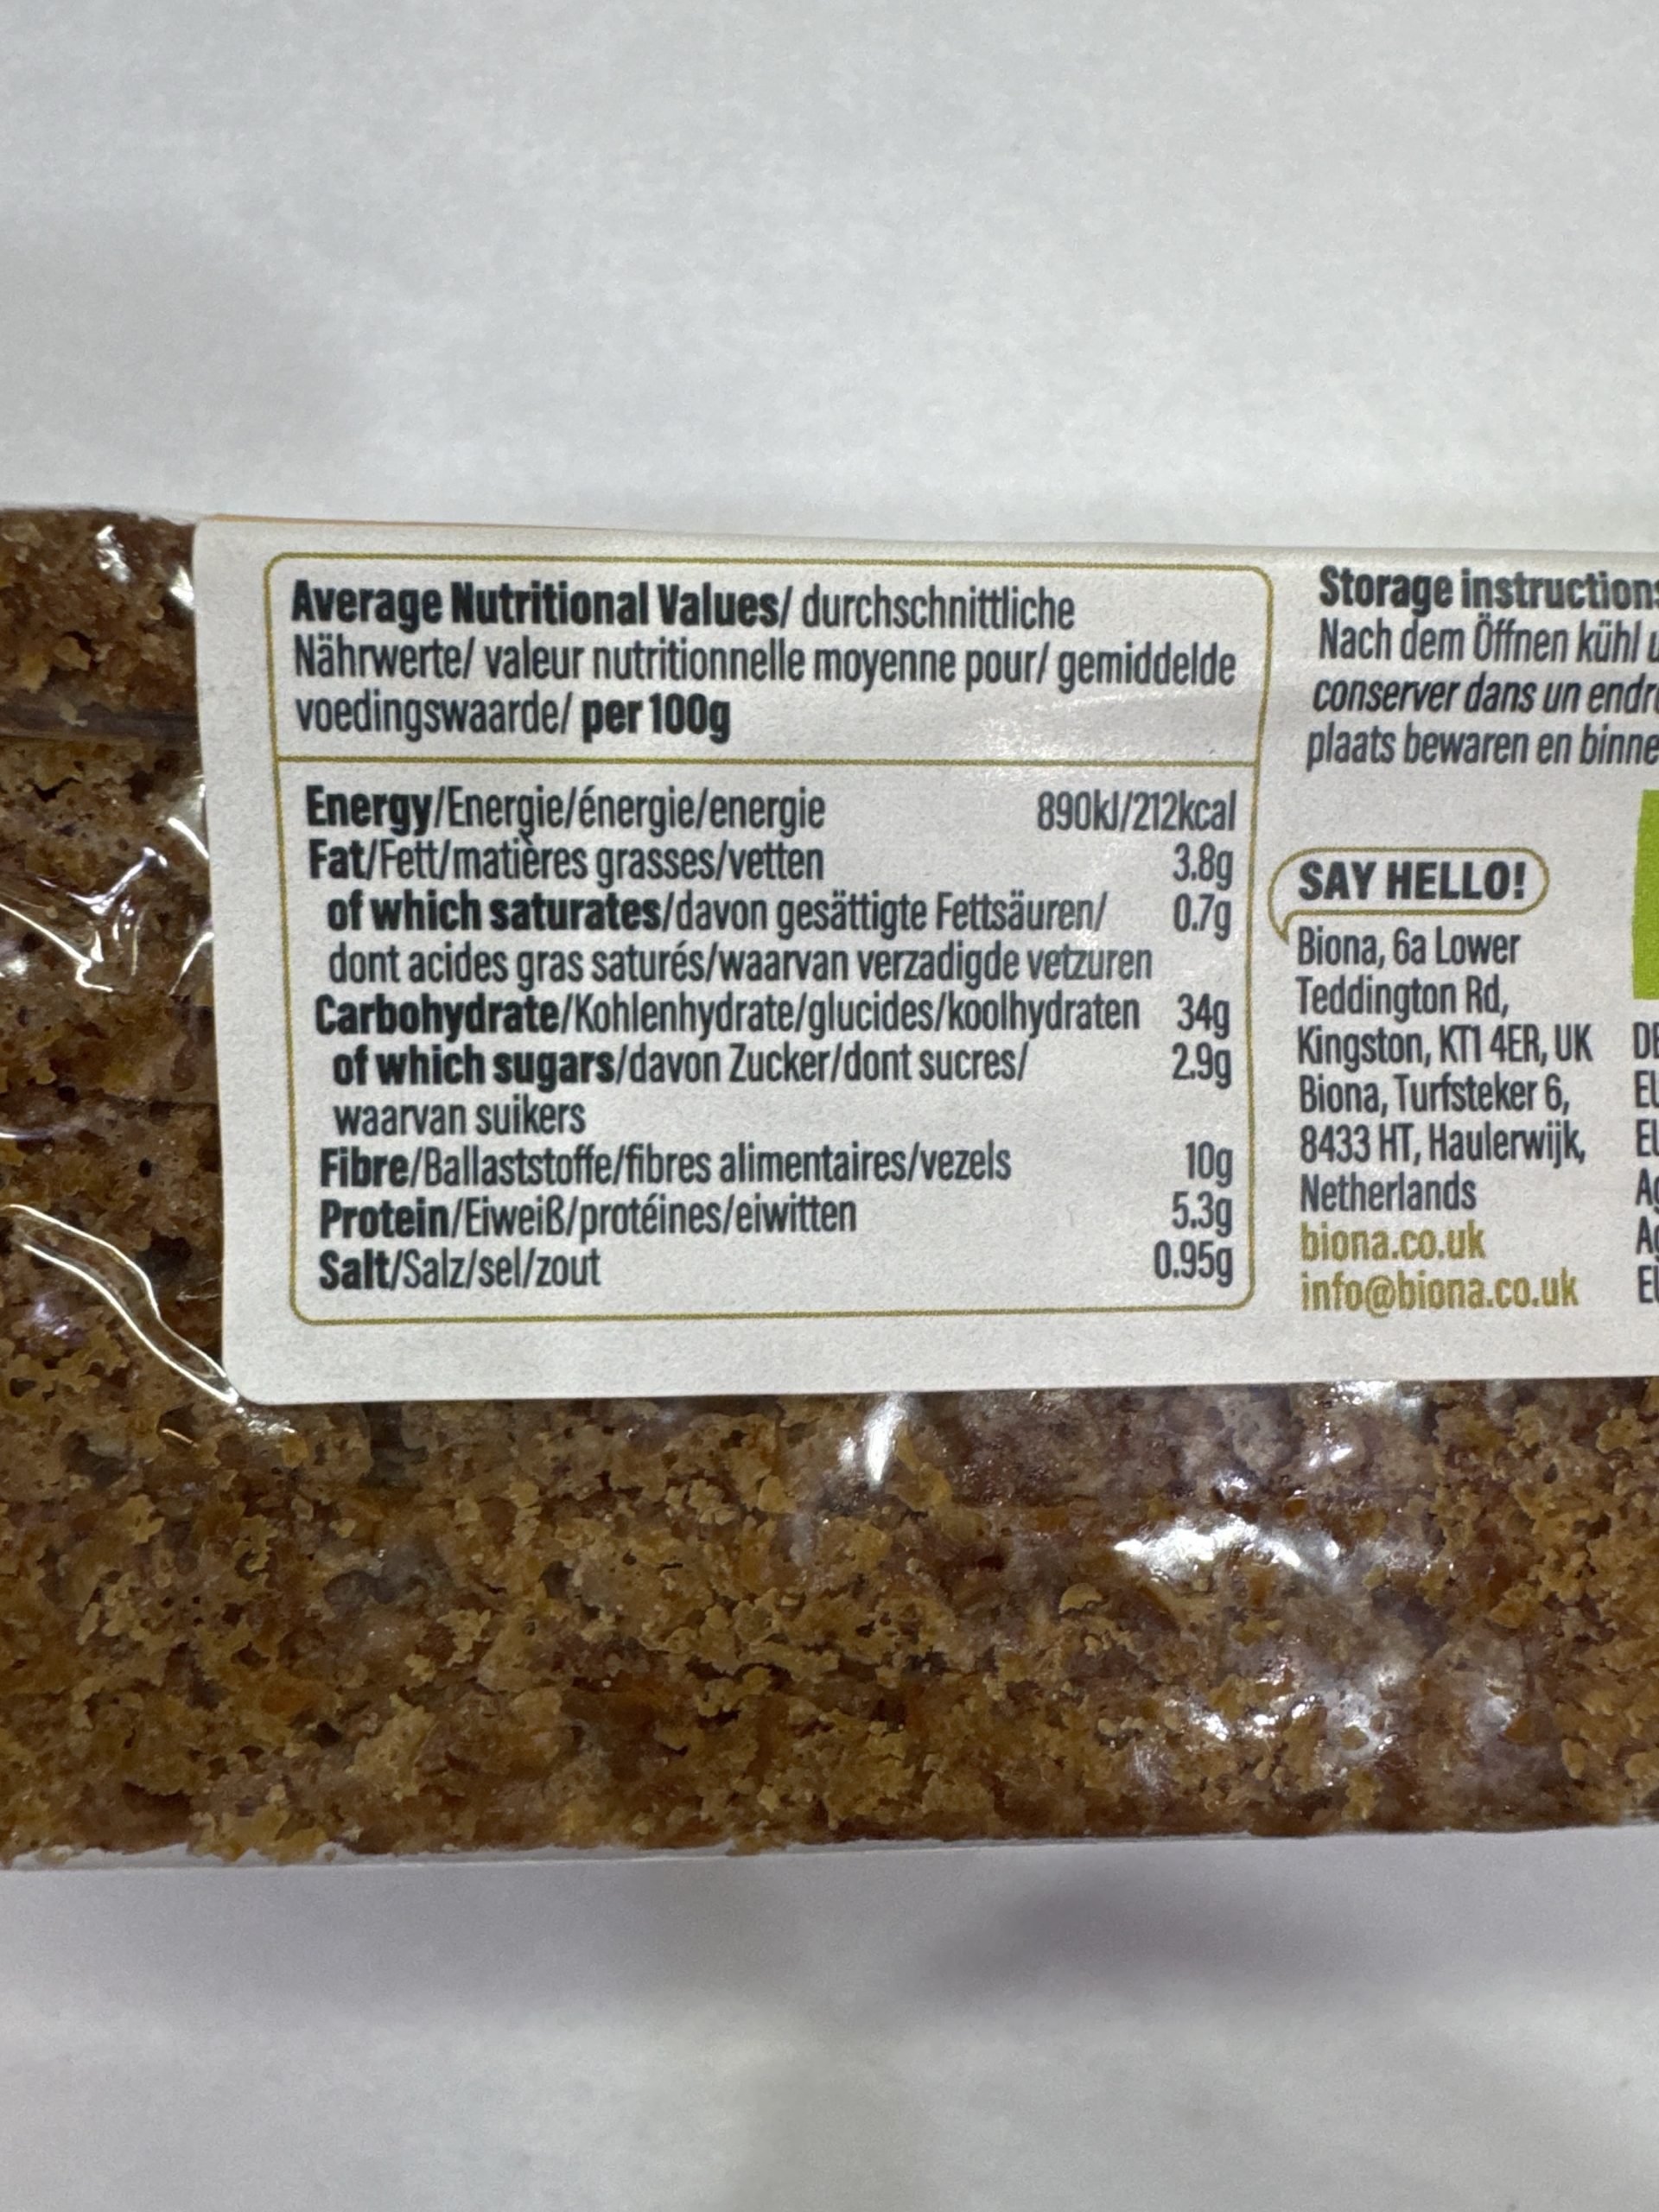 Average Nutritional Values/ durchschnittliche
Nährwerte/ valeur nutritionnelle moyenne pour/ gemiddelde
voedingswaarde/ per 100g
Energy/Energie/énergie/energie 890kJ/212kcal
Fat/Fett/matières grasses/vetten 3.8g
of which saturates/davon gesättigte Fettsäuren/ 0.7g
dont acides gras saturés/waarvan verzadigde vetzuren
Carbohydrate/Kohlenhydrate/glucides/koolhydraten 34g
of which sugars/davon Zucker/dont sucres/ 2.9g
waarvan suikers
Fibre/Ballaststoffe/fibres alimentaires/vezels 10g
Protein/Eiweiß/protéines/eiwitten 5.3g
Salt/Salz/sel/zout 0.95g
Storage instructions
Nach dem Öffnen kühl
conserver dans un
plaats bewaren en
SAY HELLO!
Biona, 6a Lower
Teddington Rd,
Kingston, KT1 4ER, UK
Biona, Turfsteker 6,
8433 HT, Haulerwijk,
Netherlands
biona.co.uk
info@biona.co.uk